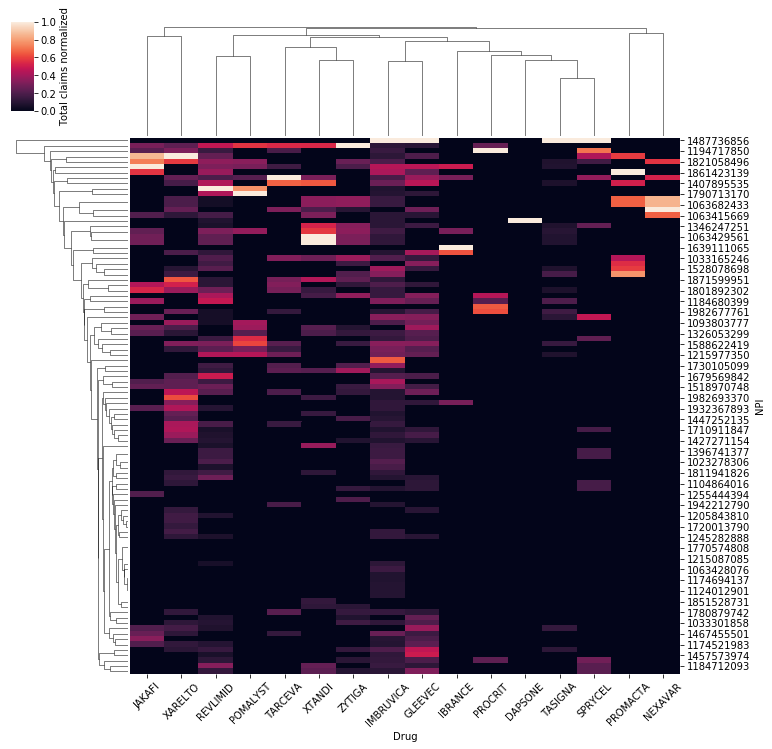 1.0
0.8
0.6
0.4
0.2
0.0
Total claims normalized
1487736856
1194717850
1821058496
1861423139
1407895535
1790713170
1063682433
1063415669
1346247251
1063429561
1639111065
1033165246
1528078698
1871599951
1801892302
1184680399
1982677761
1093803777
1326053299
1588622419
1215977350
1730105099
1679569842
1518970748
1982693370
1932367893
1447252135
1710911847
1427271154
1396741377
1023278306
1811941826
1104864016
1255444394
1942212790
1205843810
1720013790
1245282888
1770574808
1215087085
1063428076
1174694137
1124012901
1851528731
1780879742
1033301858
1467455501
1174521983
1457573974
1184712093
NPI
JAKAFI
XARELTO
REVLIMID
POMALYST
TARCEVA
XTANDI
ZYTIGA
IMBRUVICA
GLEEVEC
IBRANCE
PROCRIT
DAPSONE
TASIGNA
SPRYCEL
PROMACTA
NEXAVAR
Drug